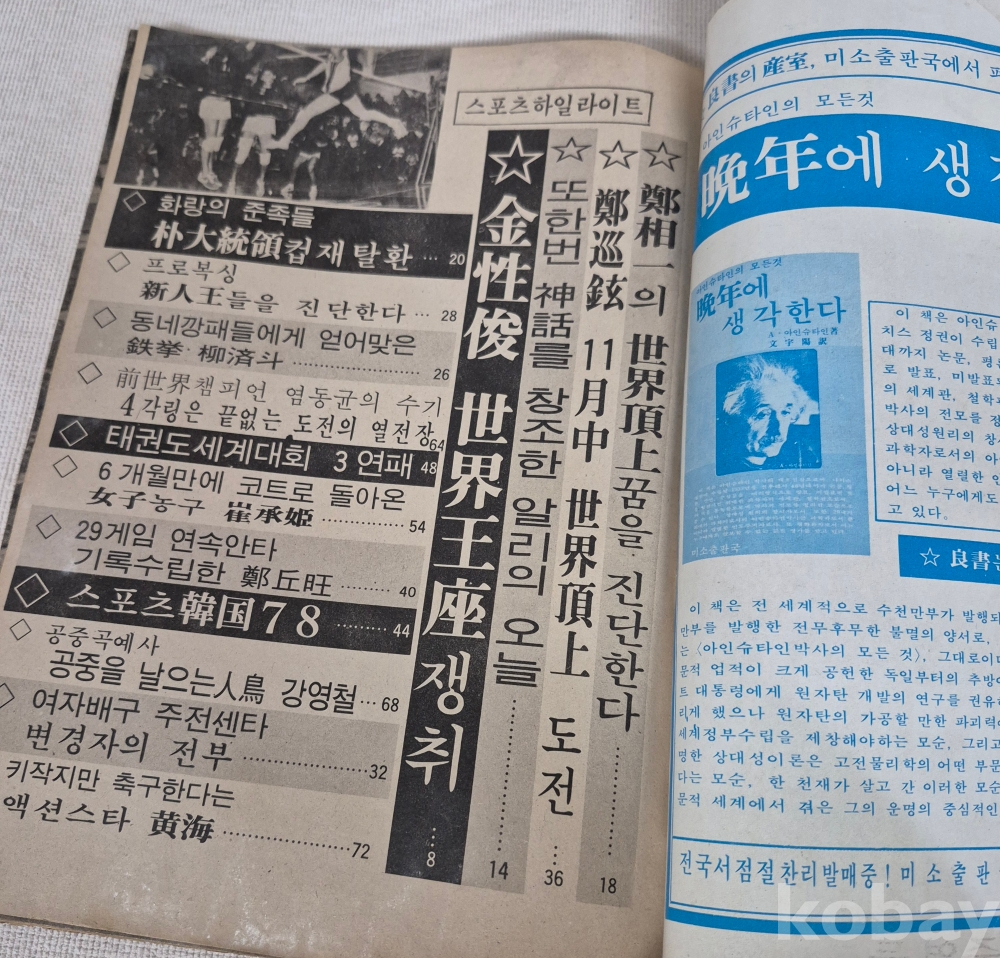 스포츠하일라이트
☆鄭相一의 世界頂上꿈을 진단한다 18
☆鄭巡鉉 11月中 世界頂上 도전 36
☆또한번 神話를 창조한 알리의 오늘 14
☆金性俊 世界王座 쟁취 8
◇화랑의 준족들
朴大統領컵 재탈환 … 20
◇프로복싱
新人王들을 진단한다 … 28
◇동네깡패들에게 얻어맞은
鉄拳·柳済斗 … 26
◇前世界챔피언 염동균의 수기
4각링은 끝없는 도전의 열전장 64
◇태권도세계대회 3연패 48
◇6개월만에 코트로 돌아온
女子농구 崔承姬 … 54
◇29게임 연속안타
기록수립한 鄭丘旺 … 40
◇스포츠韓国78 … 44
◇공중곡예사
공중을 날으는人鳥 강영철 … 68
◇여자배구 주전센타
변경자의 전부 … 32
키작지만 축구한다는
액션스타 黄海 … 72
良書의 産室, 미소출판국에서
아인슈타인의 모든것
晩年에 생
아인슈타인의 모든것
晩年에
생각한다
A·아인슈타인著
文字陽 訳
미소출판국
이 책은 아인슈
치스 정권이 수립
대까지 논문, 평
로 발표, 미발표
의 세계관, 철학
박사의 전모를
상대성원리의 창
과학자로서의 아
아니라 열렬한
어느 누구에게도
고 있다.
☆良書는
이 책은 전 세계적으로 수천만부가 발행되
만부를 발행한 전무후무한 불멸의 양서로,
는 〈아인슈타인박사의 모든 것〉, 그대로이다
문적 업적이 크게 공헌한 독일부터의 추방
트 대통령에게 원자탄 개발의 연구를 권유
리게 했으나 원자탄의 가공할 만한 파괴력
세계정부수립을 제창해야하는 모순, 그리고
명한 상대성이론은 고전물리학의 어떤 부문
다는 모순, 한 천재가 살고 간 이러한 모순
문적 세계에서 겪은 그의 운명의 중심적인
전국서점절찬리발매중! 미소출판
kobay